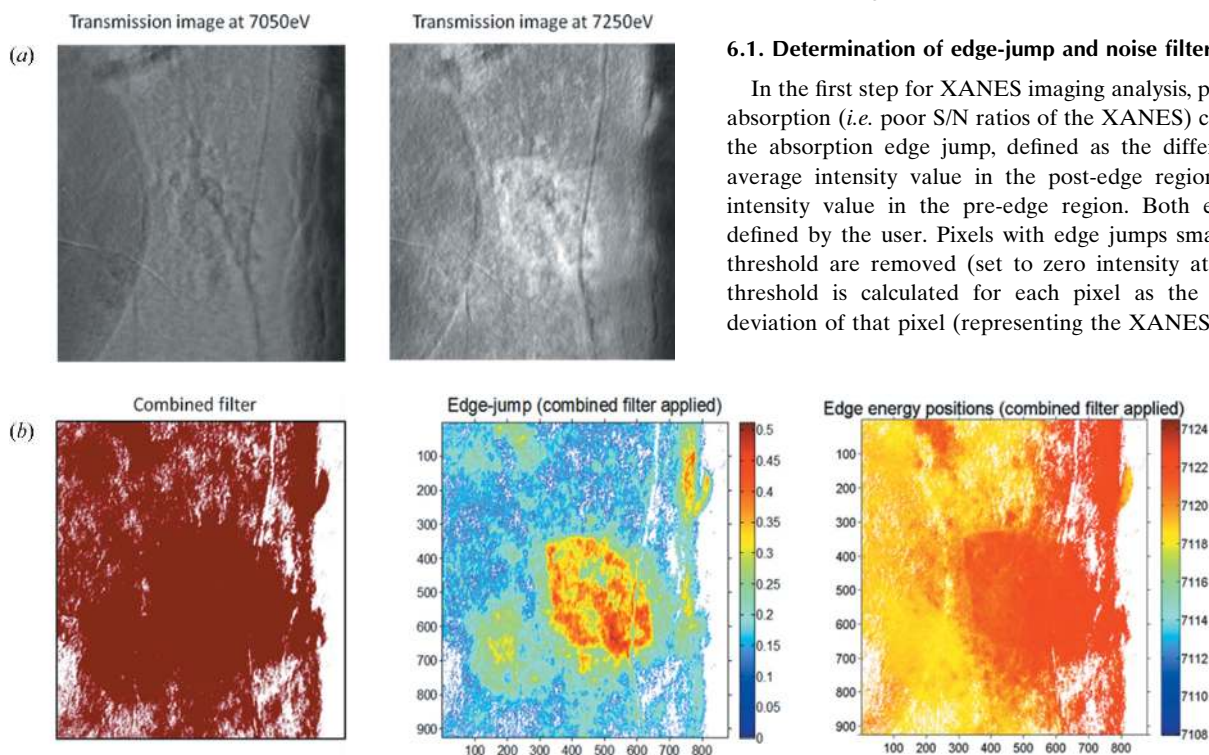 Transmission image at 7050eV
Transmission image at 7250eV
(a)
6.1. Determination of edge-jump and noise filter
In the first step for XANES imaging analysis, p
absorption (i.e. poor S/N ratios of the XANES) c
the absorption edge jump, defined as the differ
average intensity value in the post-edge region
intensity value in the pre-edge region. Both e
defined by the user. Pixels with edge jumps sma
threshold are removed (set to zero intensity at
threshold is calculated for each pixel as the
deviation of that pixel (representing the XANES
(b)
Combined filter
Edge-jump (combined filter applied)
100
200
300
400
500
600
700
800
900
100 200 300 400 500 600 700 800
0.5
0.45
0.4
0.35
0.3
0.25
0.2
0.15
0.1
0.05
0
Edge energy positions (combined filter applied)
100
200
300
400
500
600
700
800
900
100 200 300 400 500 600 700 800
7124
7122
7120
7118
7116
7114
7112
7110
7108